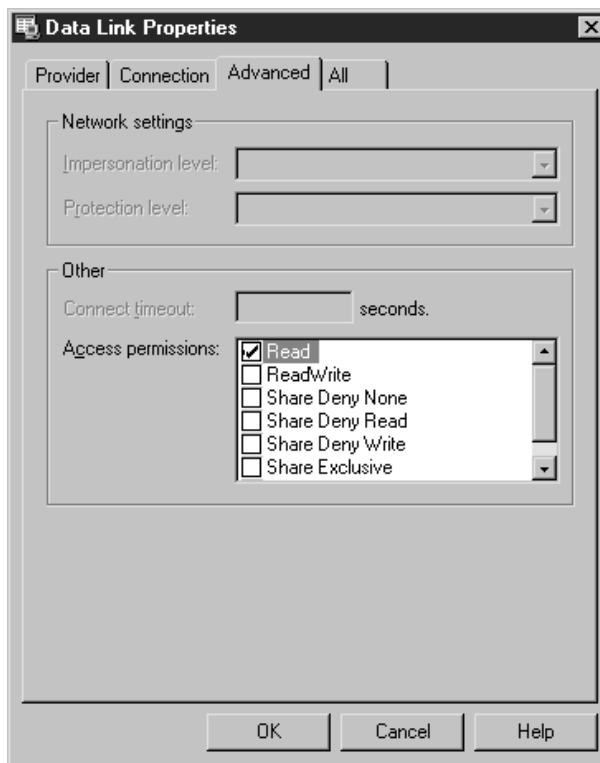 Data Link Properties
Provider Connection Advanced All
Network settings
Impersonation level:
Protection level:
Other
Connect timeout: seconds.
Access permissions: Read
ReadWrite
Share Deny None
Share Deny Read
Share Deny Write
Share Exclusive
OK Cancel Help